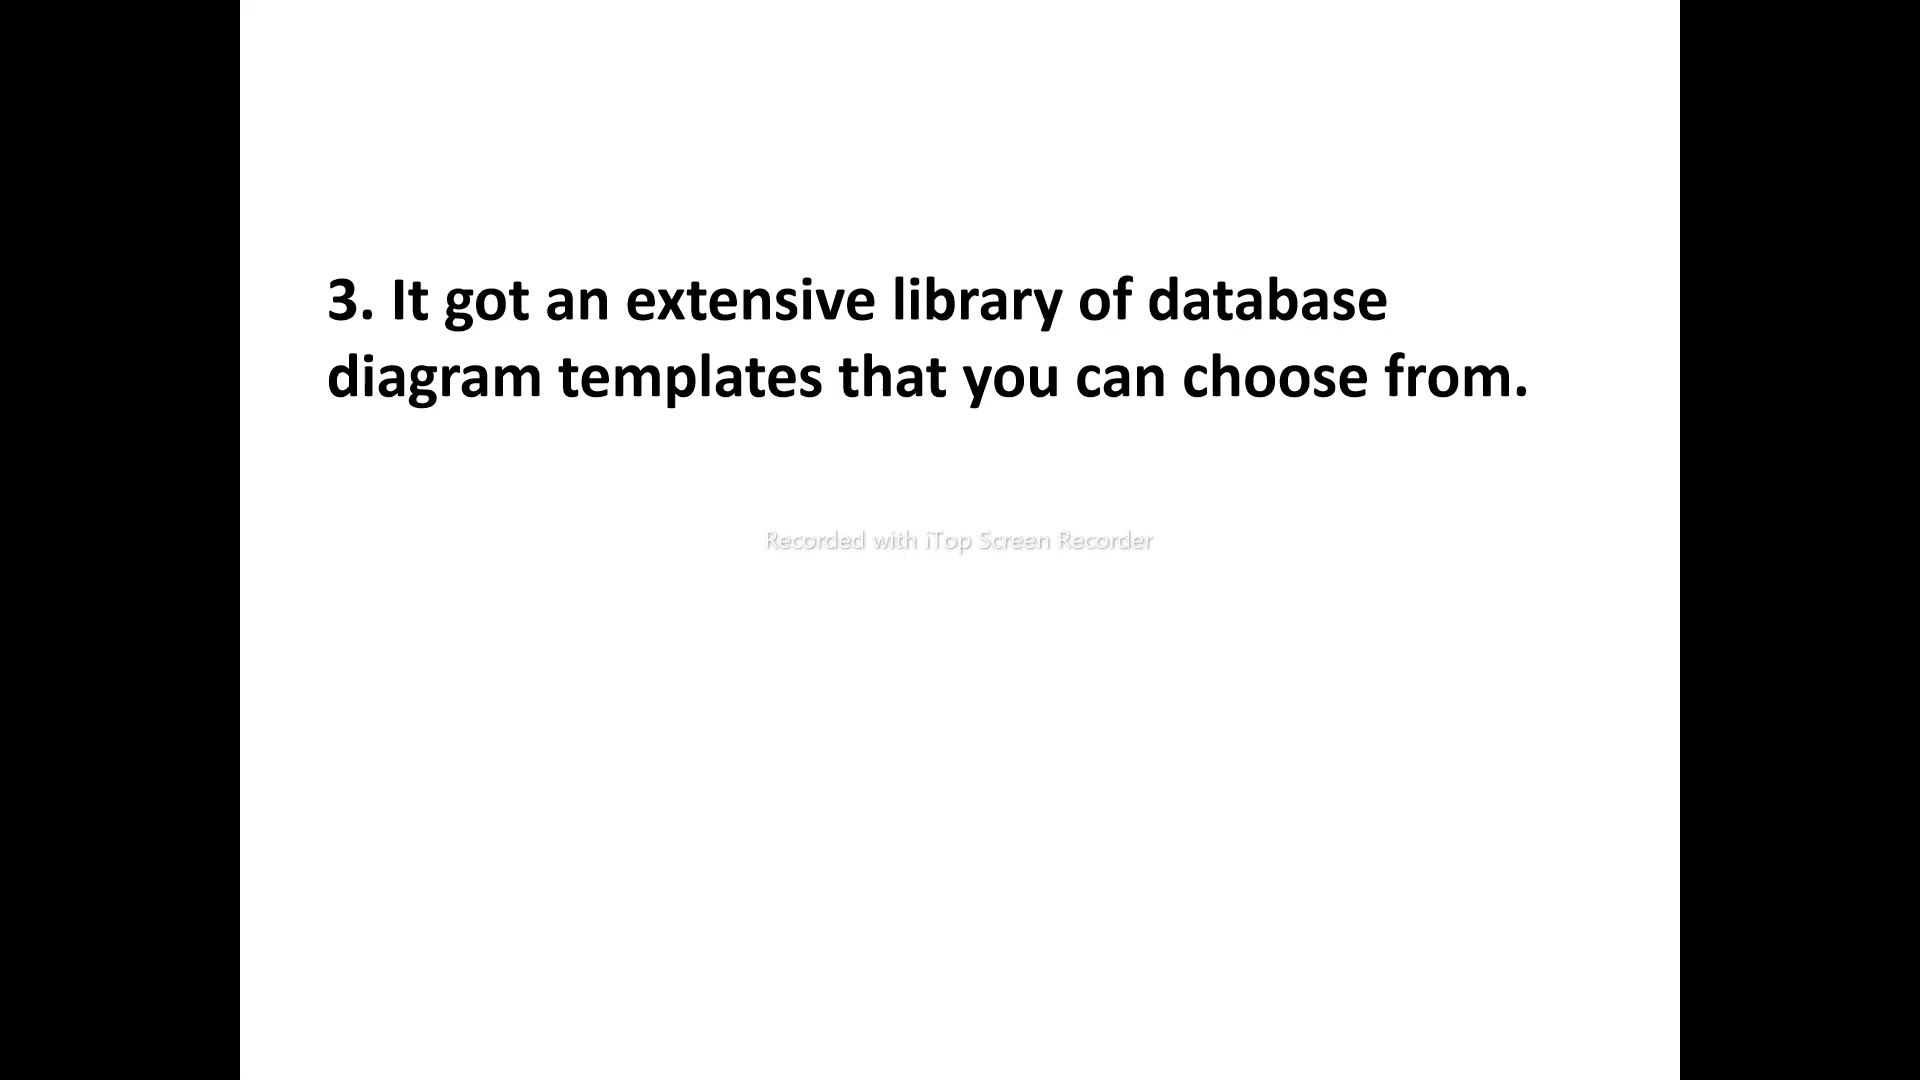 3. It got an extensive library of database
diagram templates that you can choose from.
Recorded with iTop Screen Recorder